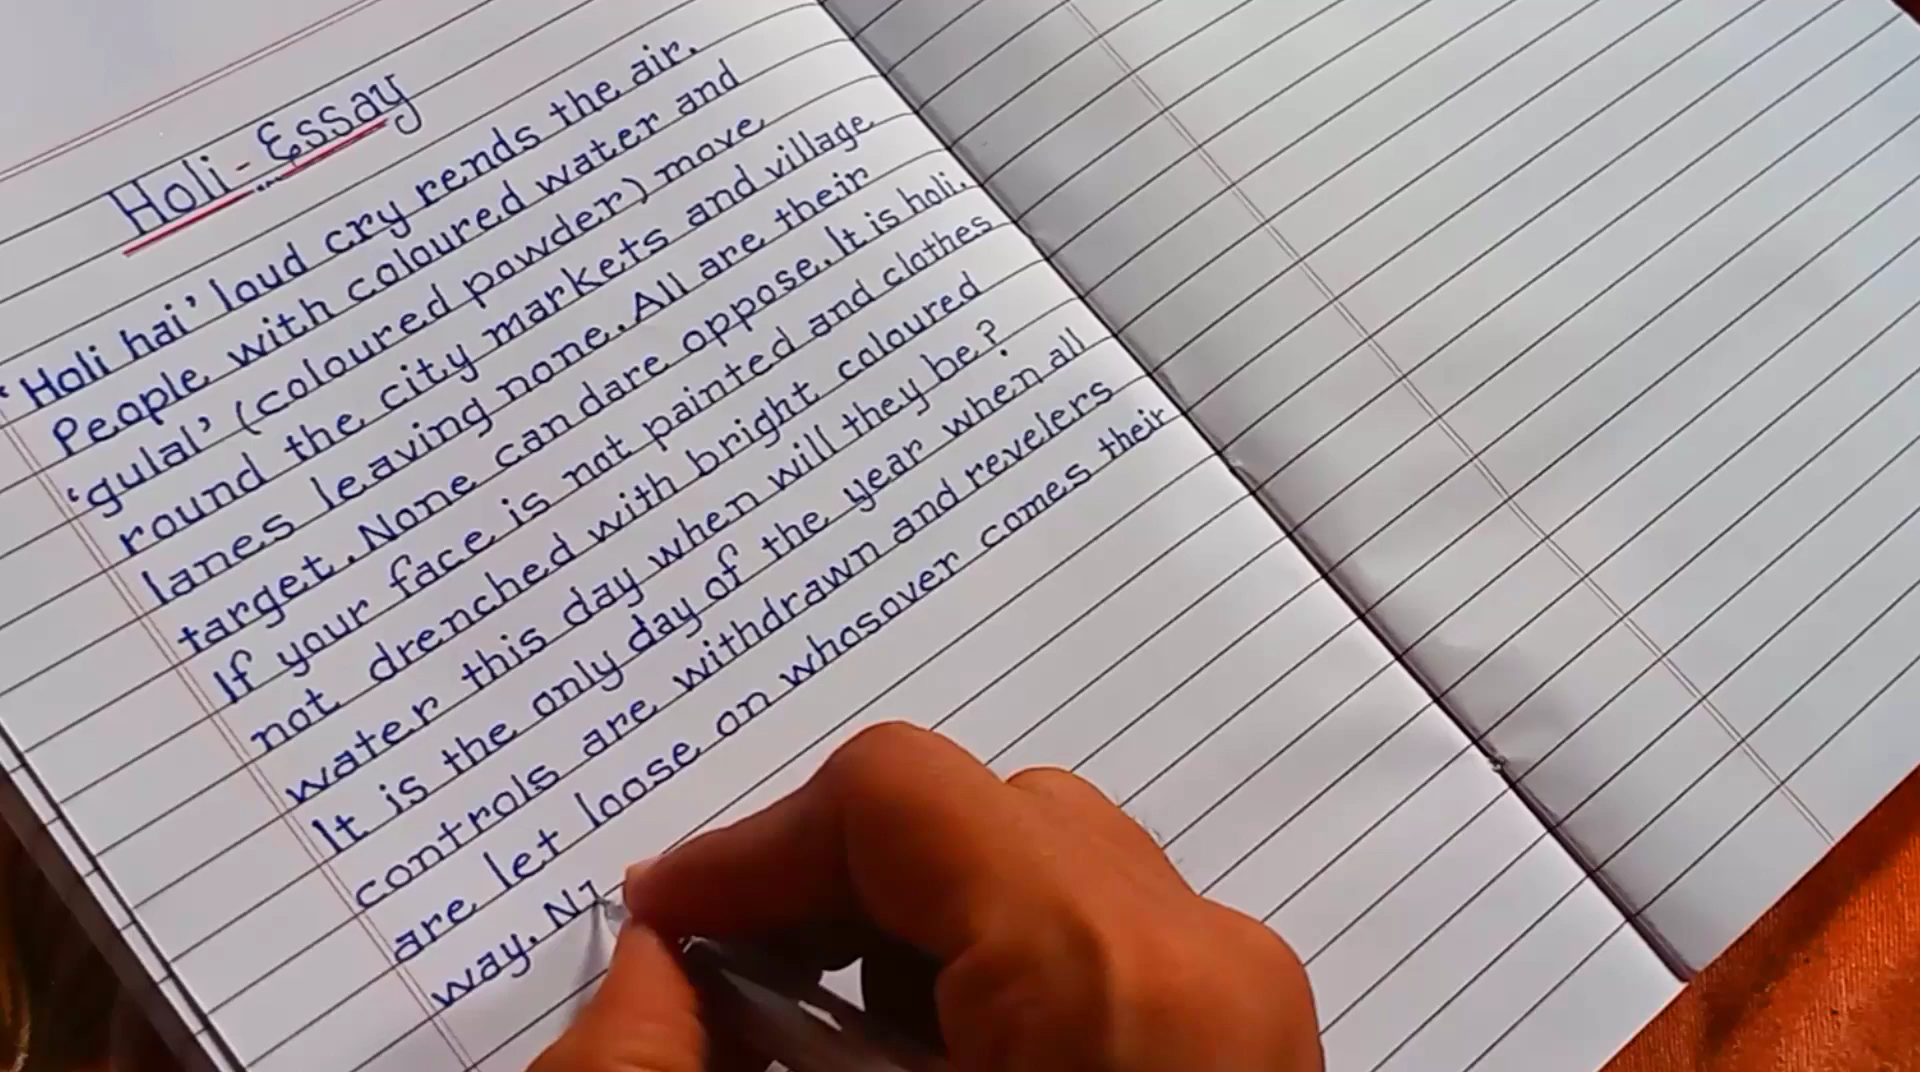 Holi - Essay
'Holi hai' loud cry rends the air.
People with coloured water and
'gulal' (coloured powder) move
round the city markets and village
lanes leaving none. All are their
target. None can dare oppose. It is holi.
If your face is not painted and clothes
not drenched with bright coloured
water this day when will they be?
It is the only day of the year when all
controls are withdrawn and revelers
are let loose on whosover comes their
way.